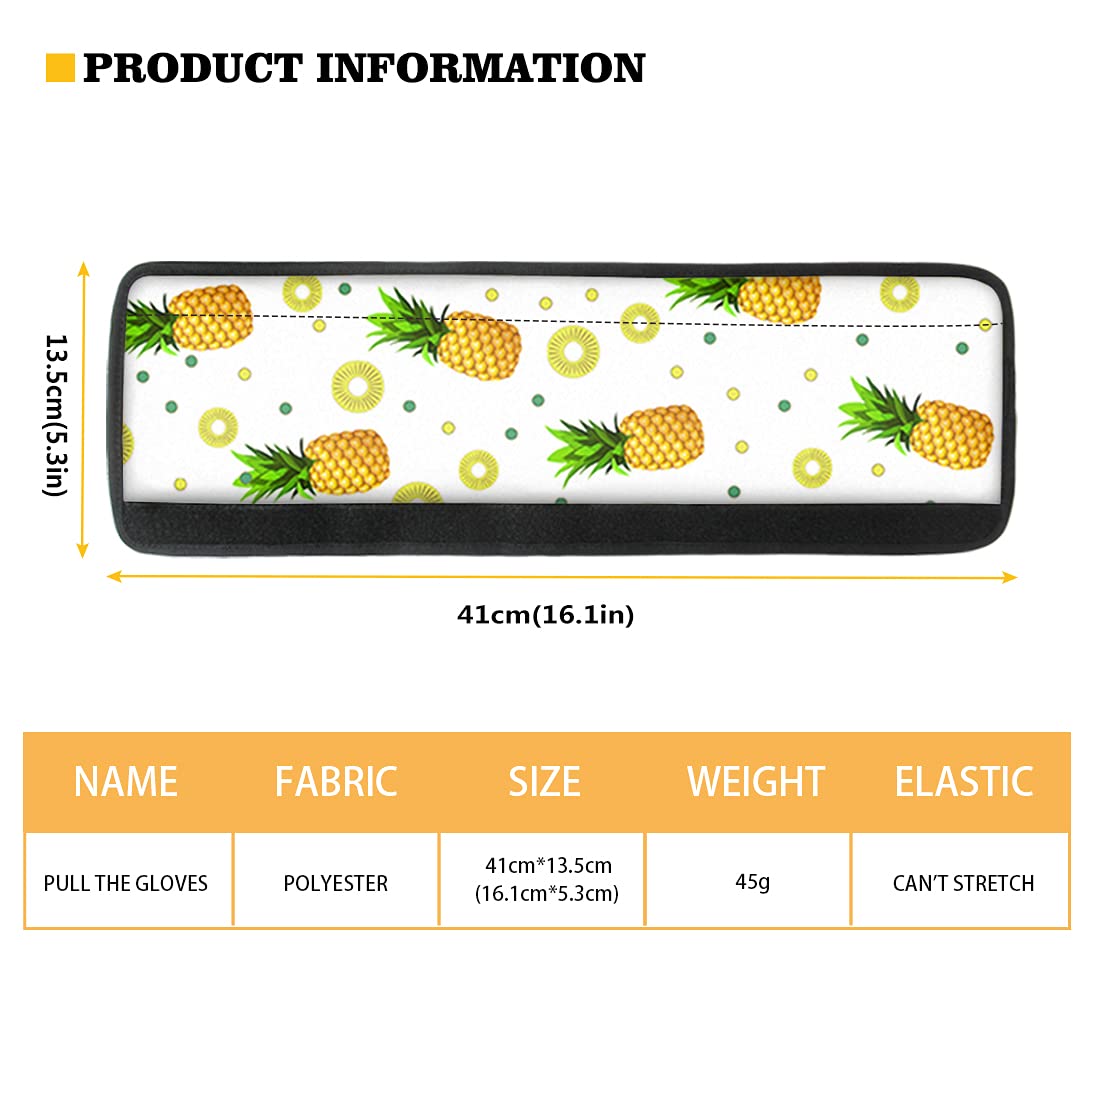 PRODUCT INFORMATION
13.5cm(5.3in)
41cm(16.1in)
NAME FABRIC SIZE WEIGHT ELASTIC
PULL THE GLOVES POLYESTER 41cm*13.5cm (16.1cm*5.3cm) 45g CAN'T STRETCH